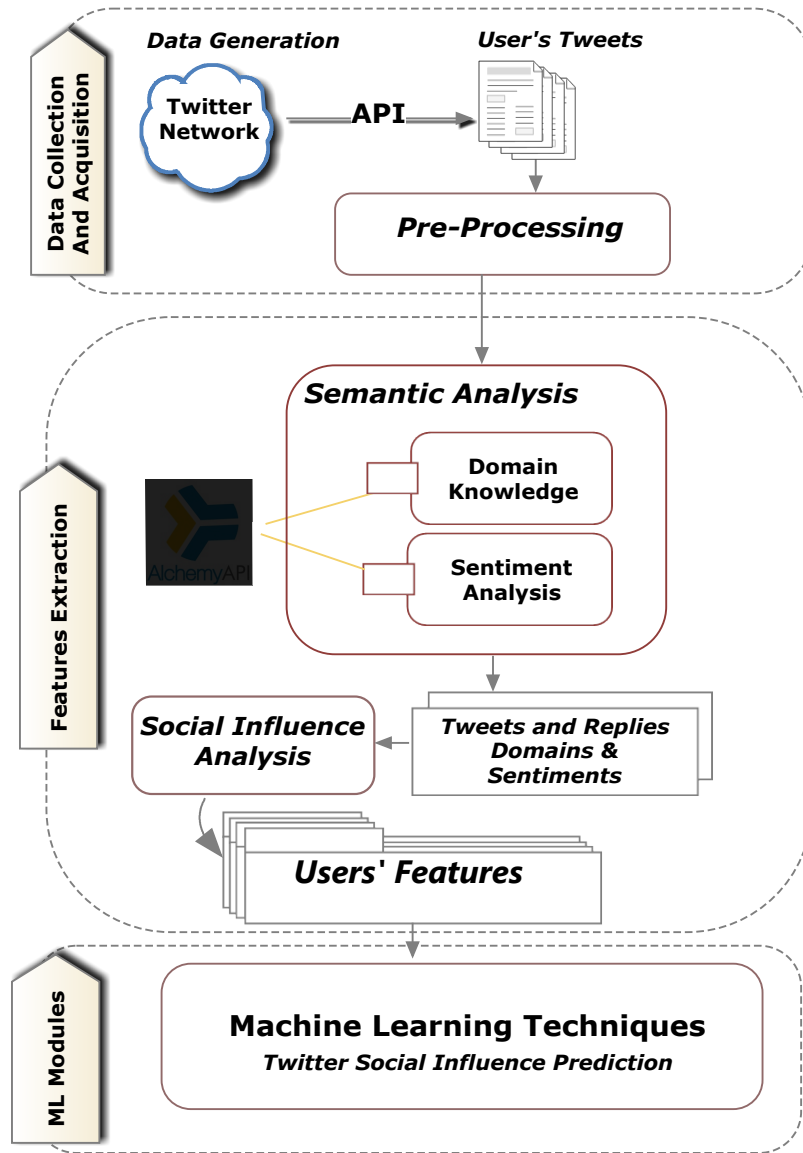 Data Collection
And Acquisition
Data Generation
User's Tweets
Twitter
Network
API
Pre-Processing
Features Extraction
Semantic Analysis
Domain
Knowledge
AlchemyAPI
Sentiment
Analysis
Social Influence
Analysis
Tweets and Replies
Domains &
Sentiments
Users' Features
ML Modules
Machine Learning Techniques
Twitter Social Influence Prediction